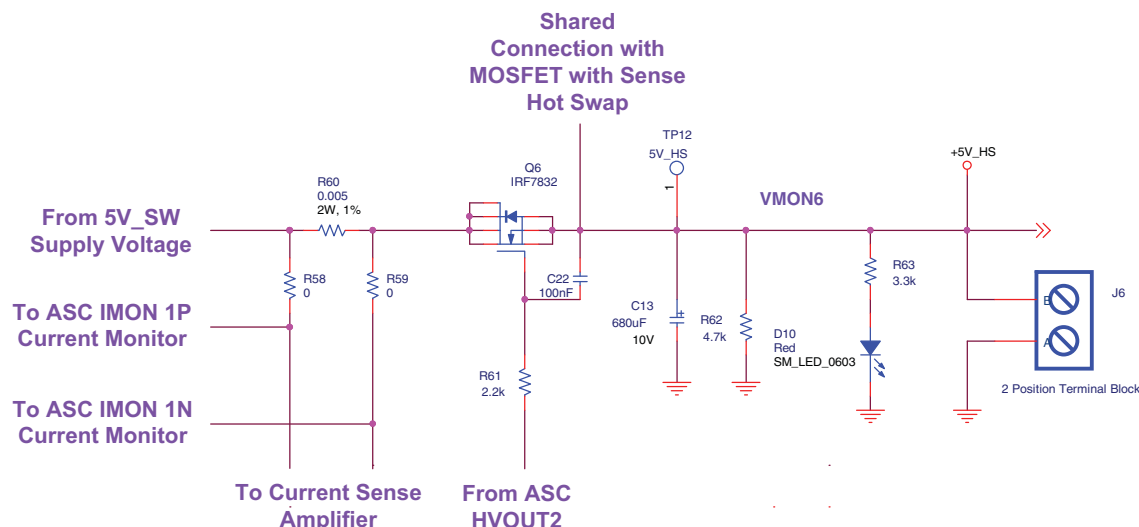 Shared
Connection with
MOSFET with Sense
Hot Swap
TP12
5V_HS
1
+5V_HS
Q6
IRF7832
R60
0.005
2W, 1%
VMON6
From 5V_SW
Supply Voltage
R58
0
R59
0
C22
100nF
R63
3.3k
To ASC IMON 1P
Current Monitor
C13
680uF
10V
+
R62
4.7k
D10
Red
SM_LED_0603
J6
B
A
2 Position Terminal Block
R61
2.2k
To ASC IMON 1N
Current Monitor
To Current Sense
Amplifier
From ASC
HVOUT2